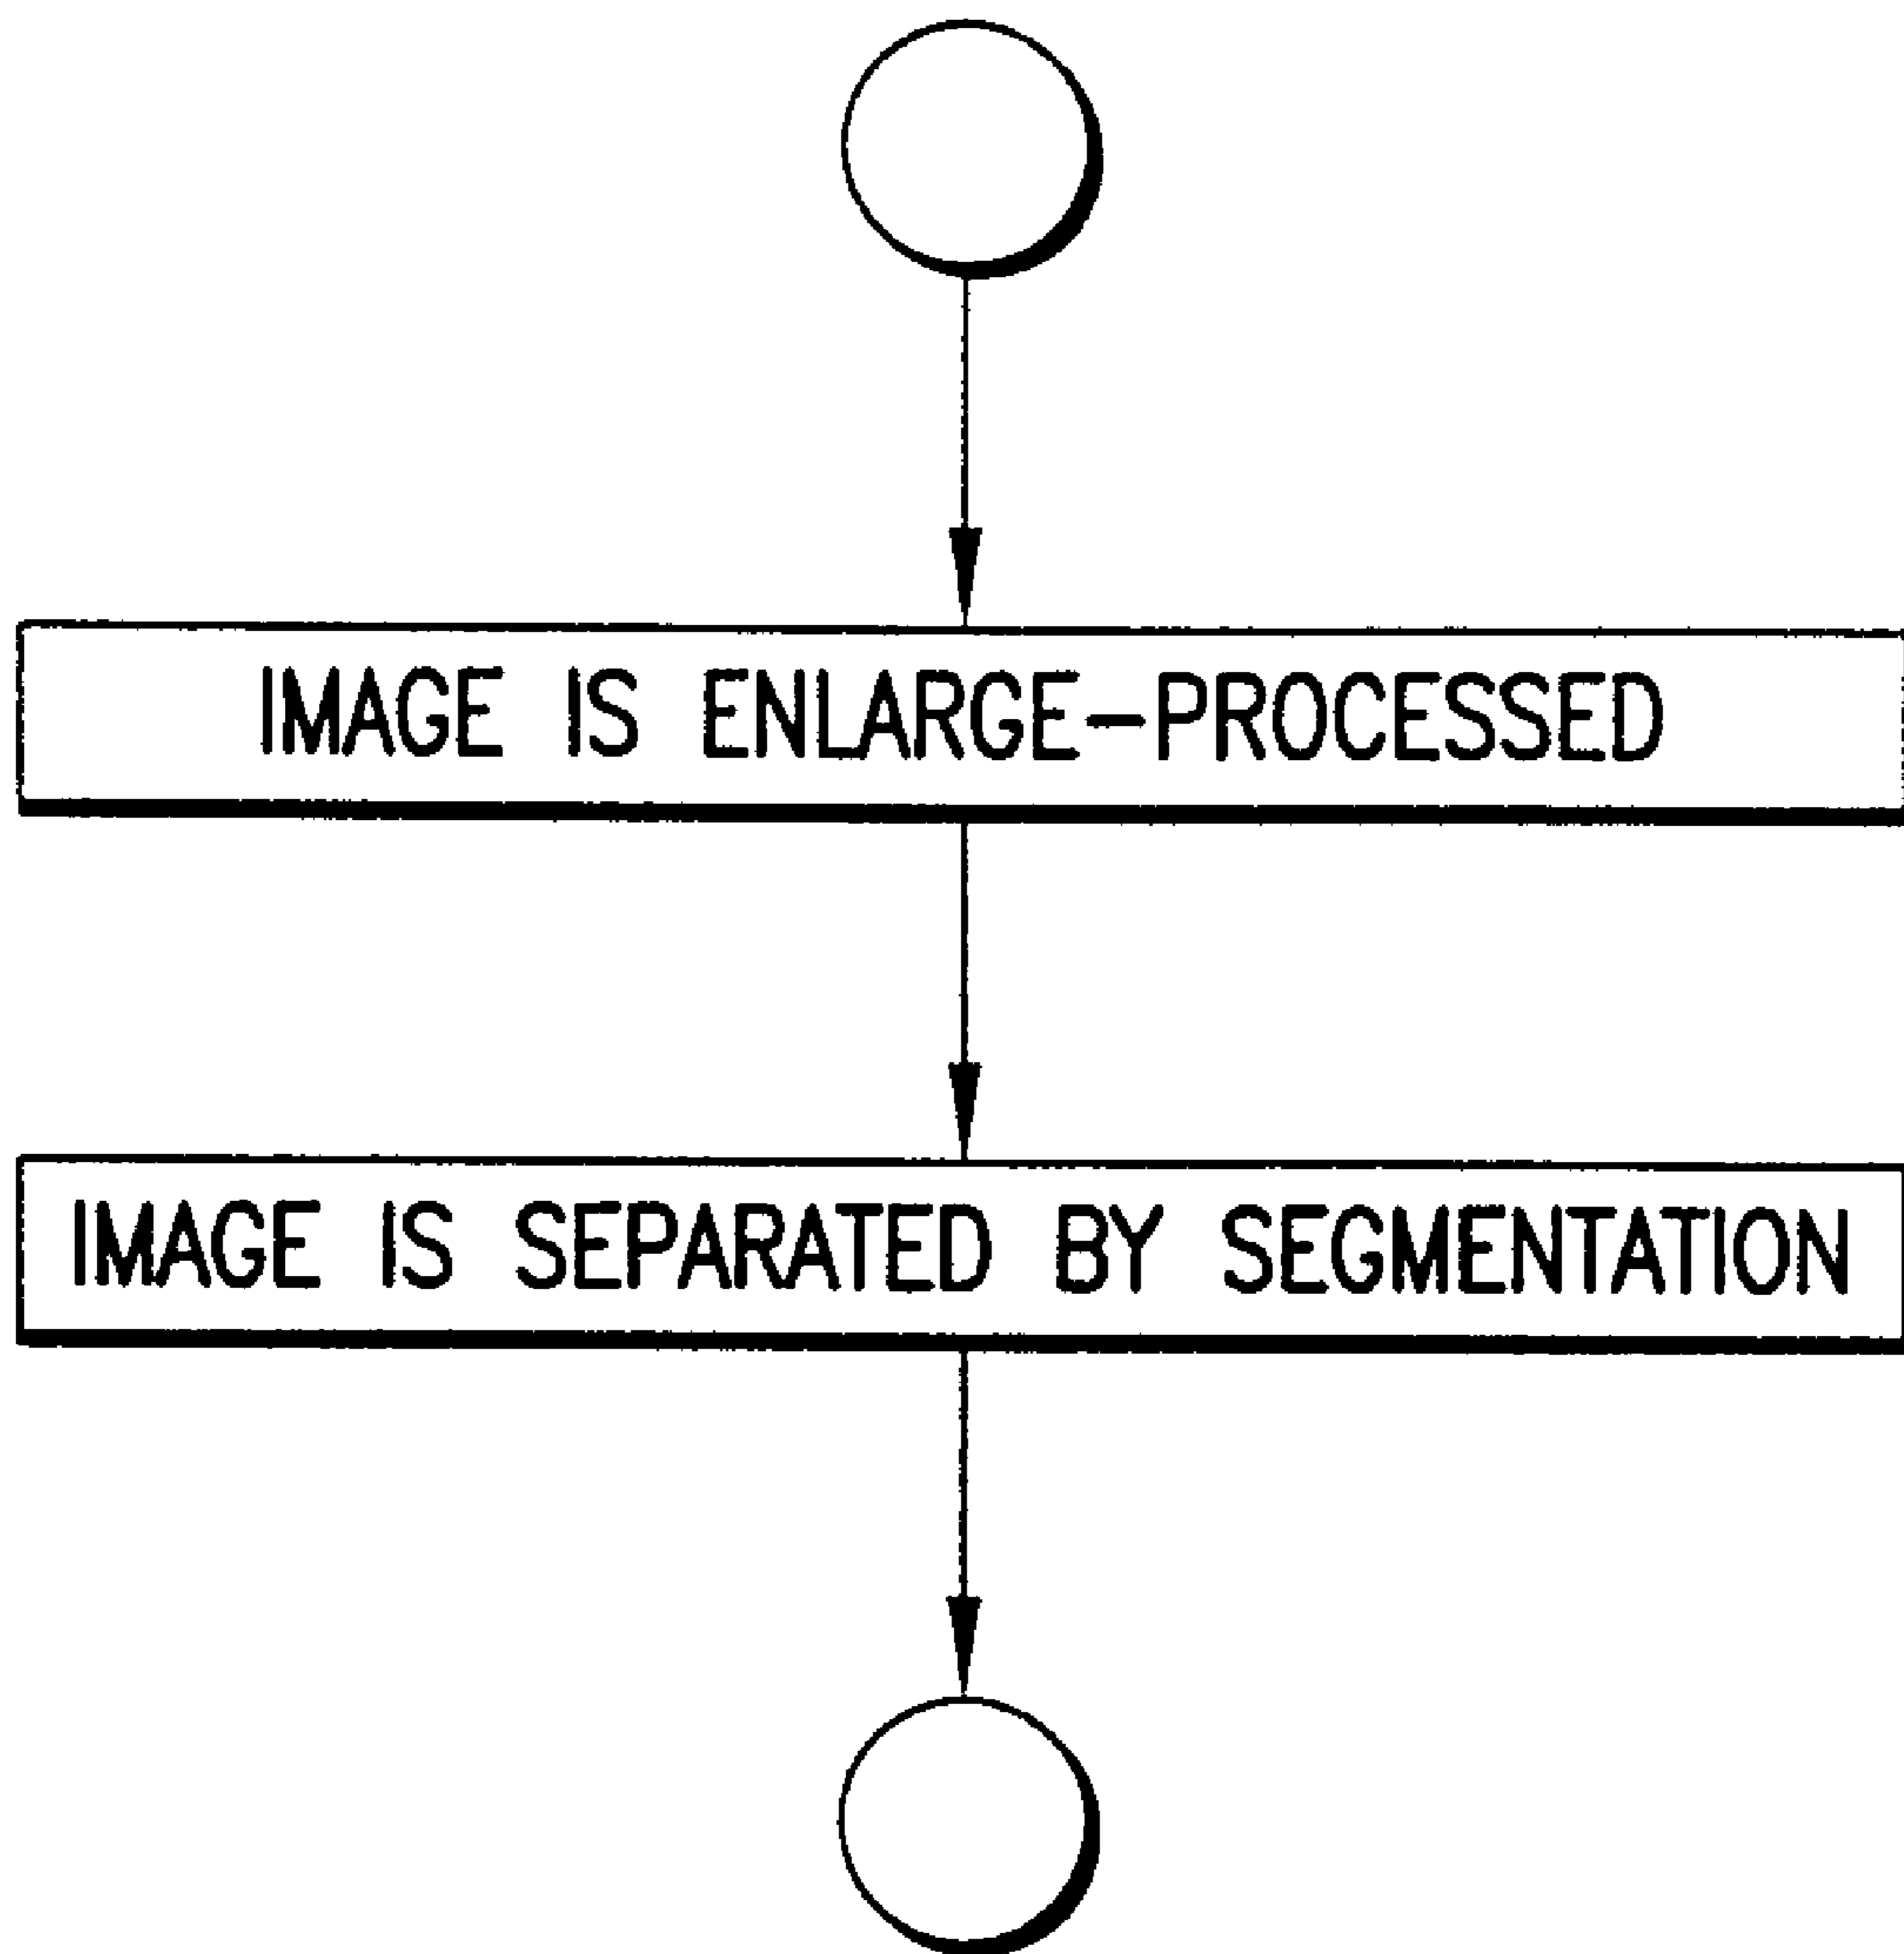 IMAGE IS ENLARGE-PROCESSED
IMAGE IS SEPARATED BY SEGMENTATION